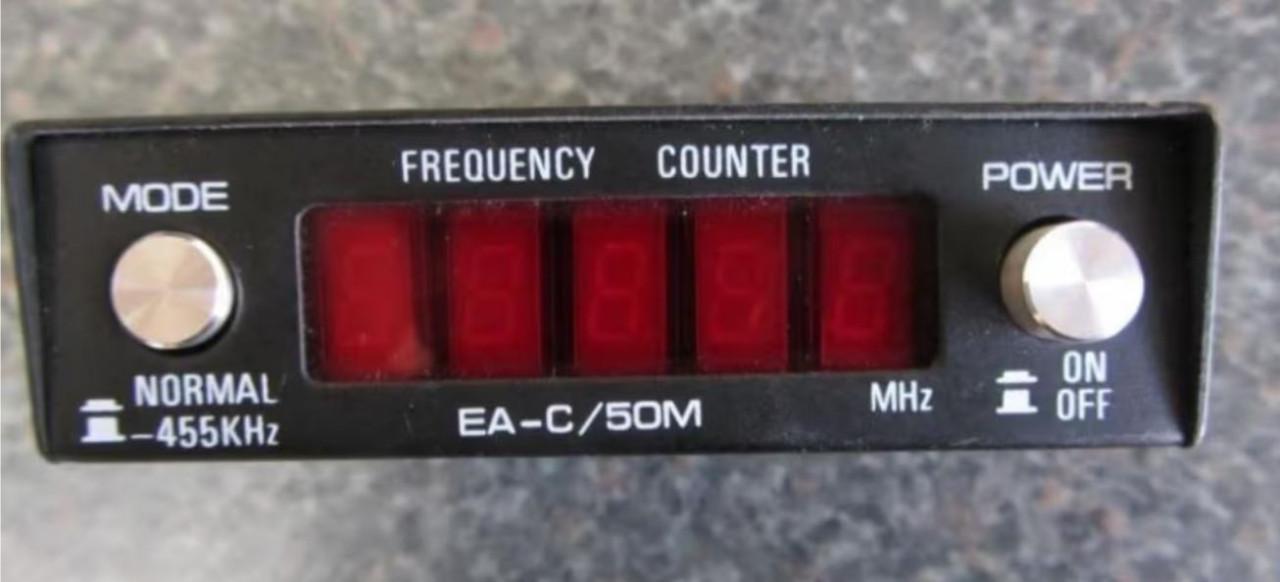 FREQUENCY COUNTER
MODE
POWER
NORMAL
-455KHz
EA-C/50M
MHz
ON
OFF